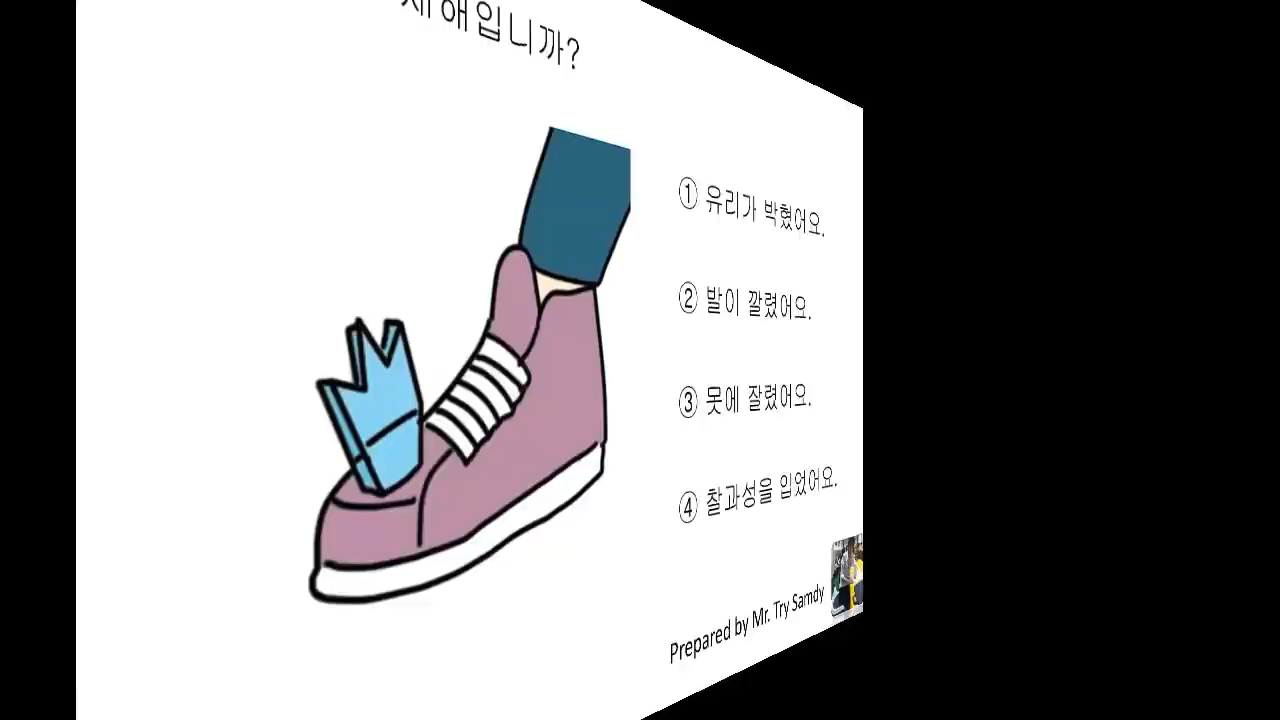 재해입니까?
① 유리가 박혔어요.
② 발이 깔렸어요.
③ 못에 잘렸어요.
④ 찰과성을 입었어요.
Prepared by Mr. Try Samdy